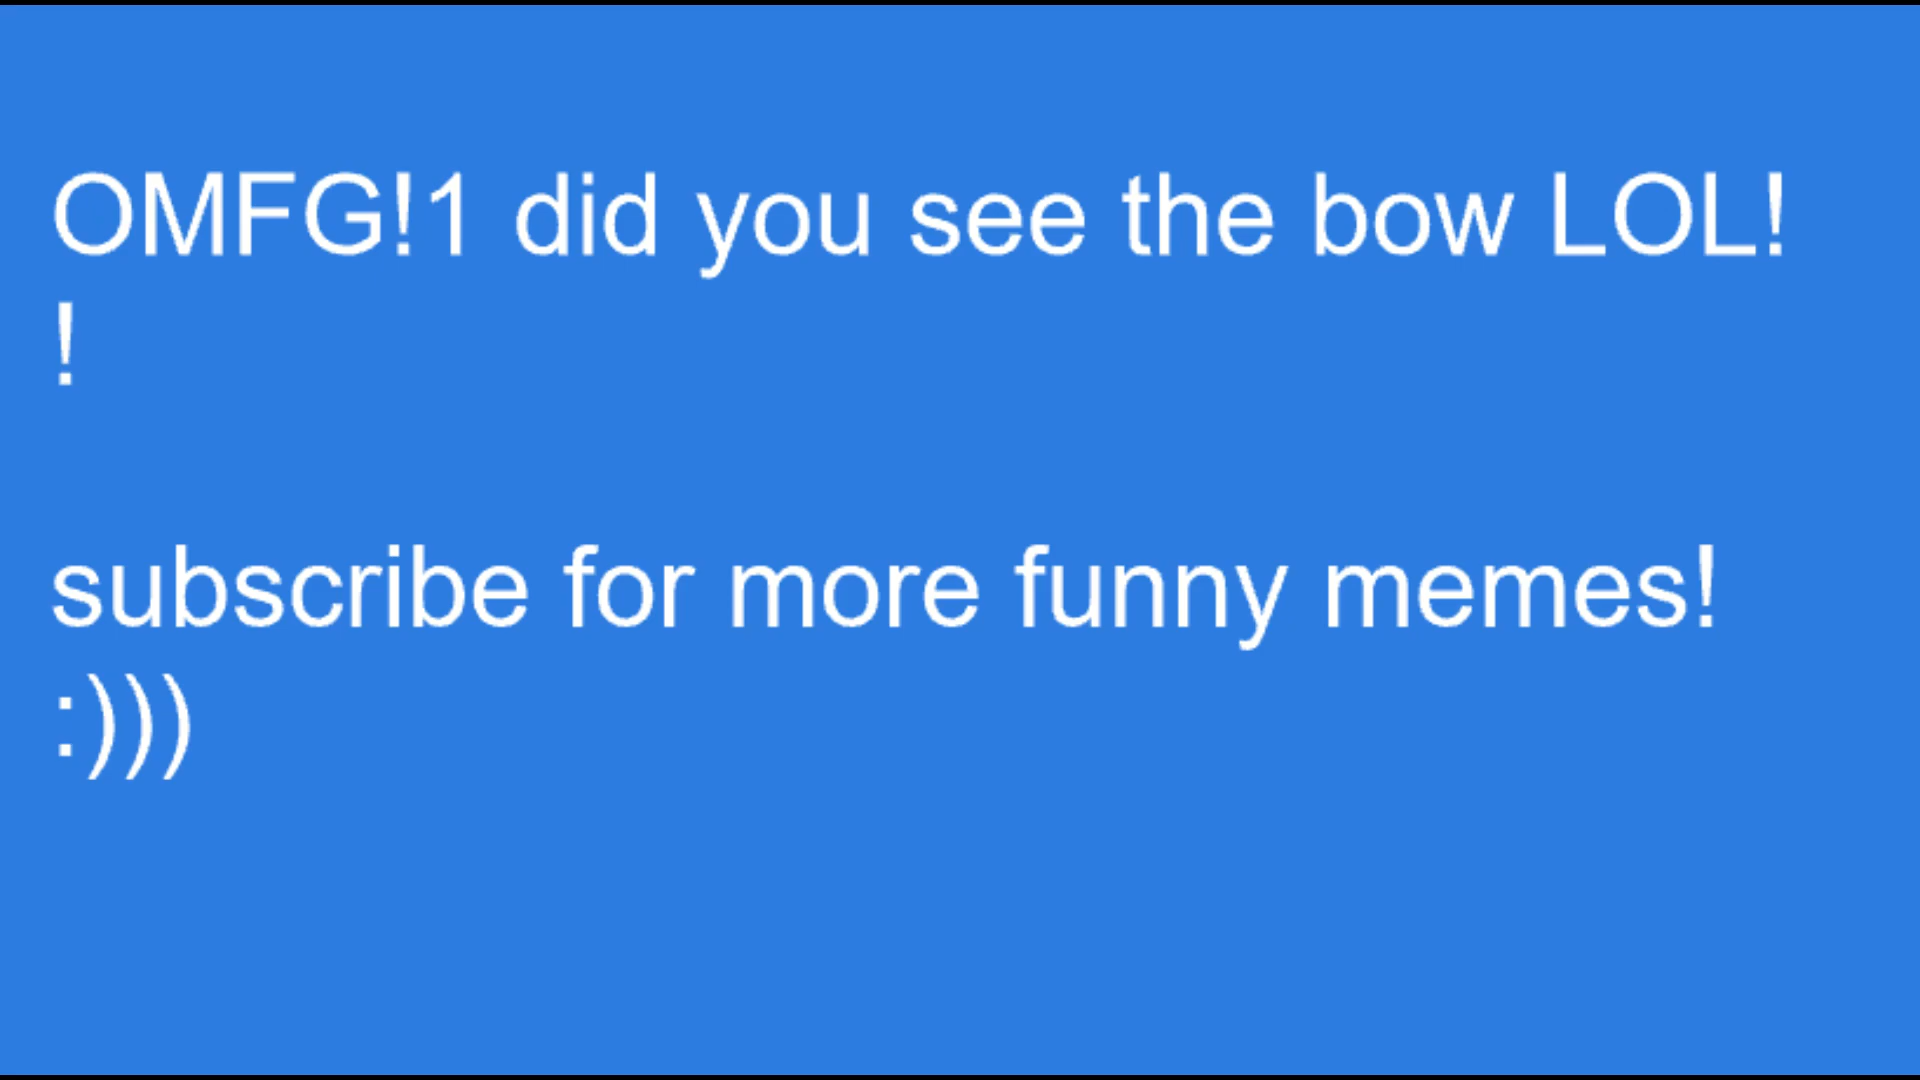 OMFG!1 did you see the bow LOL!
!
subscribe for more funny memes!
:)))